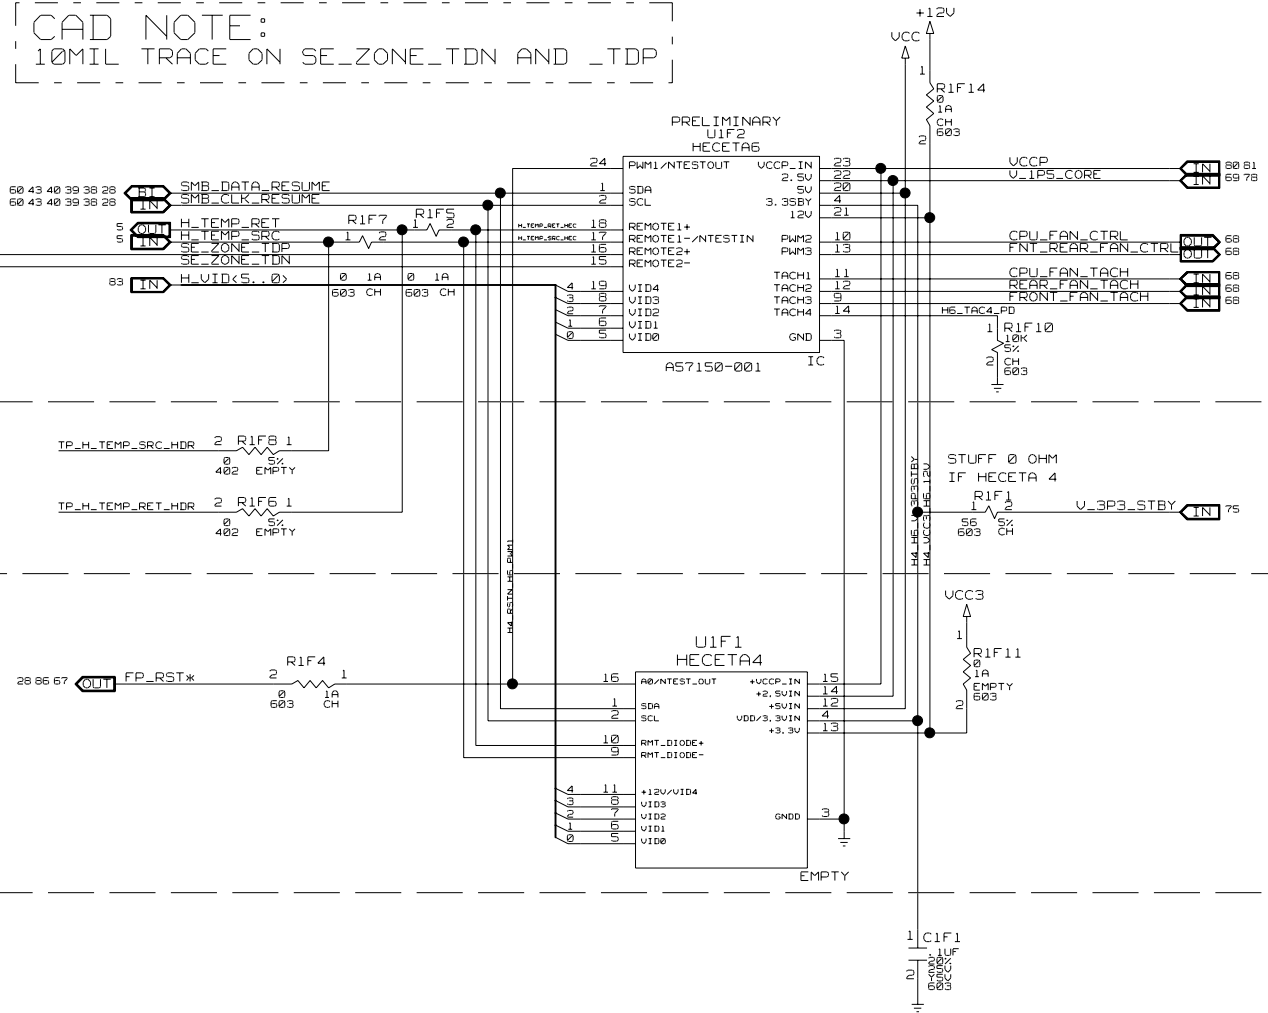 CAD NOTE:
10MIL TRACE ON SE_ZONE_TDN AND _TDP
+12V
VCC
1
R1F14
0
1A
CH
603
2
PRELIMINARY
U1F2
HECETA6
24 PWM1/NTESTOUT VCCP_IN 23 VCCP IN 80 81
2.5V 22 V_1P5_CORE IN 69 78
60 43 40 39 38 28 BI SMB_DATA_RESUME 1 SDA 5V 20
60 43 40 39 38 28 IN SMB_CLK_RESUME 2 SCL 3.3SBY 4
12V 21
5 OUT H_TEMP_RET R1F7 R1F5 1 2 H_TEMP_RET_HEC 18 REMOTE1+
5 IN H_TEMP_SRC 1 2 H_TEMP_SRC_HEC 17 REMOTE1-/NTESTIN PWM2 10 CPU_FAN_CTRL OUT 68
SE_ZONE_TDP 16 REMOTE2+ PWM3 13 FNT_REAR_FAN_CTRL OUT 68
SE_ZONE_TDN 15 REMOTE2-
83 IN H_VID<5..0> 0 1A 0 1A TACH1 11 CPU_FAN_TACH IN 68
603 CH 603 CH 4 19 VID4 TACH2 12 REAR_FAN_TACH IN 68
3 8 VID3 TACH3 9 FRONT_FAN_TACH IN 68
2 7 VID2 TACH4 14 H6_TAC4_PD
1 6 VID1
0 5 VID0 GND 3
1 R1F10
10K
5%
2 CH
603
A57150-001 IC
TP_H_TEMP_SRC_HDR 2 R1F8 1
0 5%
402 EMPTY
TP_H_TEMP_RET_HDR 2 R1F6 1
0 5%
402 EMPTY
STUFF 0 OHM
IF HECETA 4
R1F1
1 2 V_3P3_STBY IN 75
56 5%
603 CH
H4_H6_V_3P3STBY
H4_VCC3_H6_12V
H4_RSTN_H6_PWM1
VCC3
1
R1F11
0
1A
EMPTY
603
2
U1F1
HECETA4
28 86 67 OUT FP_RST* 2 R1F4 1 16 A0/NTEST_OUT +VCCP_IN 15
0 1A
603 CH
+2.5VIN 14
1 SDA +5VIN 12
2 SCL VDD/3.3VIN 4
+3.3V 13
10 RMT_DIODE+
9 RMT_DIODE-
4 11 +12V/VID4
3 8 VID3
2 7 VID2 GNDD 3
1 6 VID1
0 5 VID0
EMPTY
1 C1F1
.1UF
20%
25V
2 Y5V
603